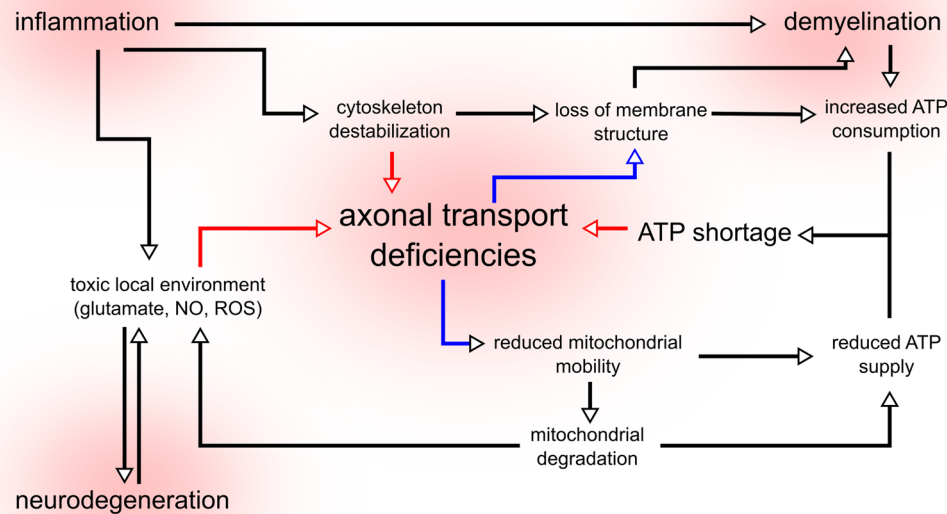 inflammation
demyelination
cytoskeleton
destabilization
loss of membrane
structure
increased ATP
consumption
axonal transport
deficiencies
ATP shortage
toxic local environment
(glutamate, NO, ROS)
reduced mitochondrial
mobility
reduced ATP
supply
mitochondrial
degradation
neurodegeneration